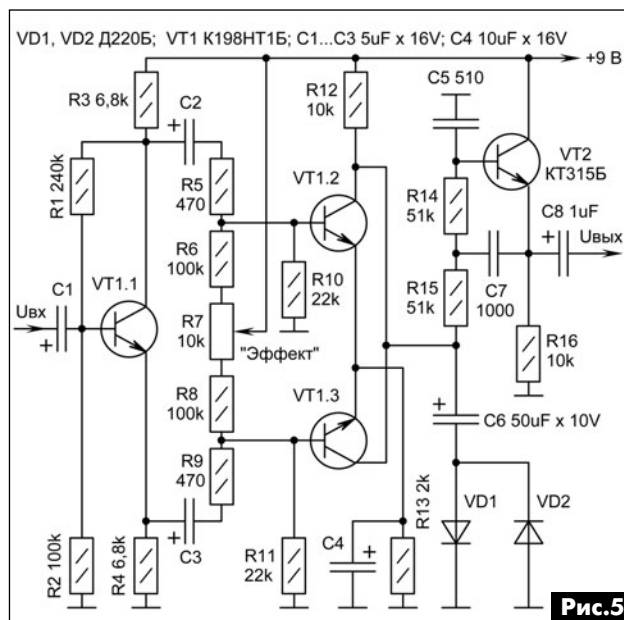 VD1, VD2 Д220Б; VT1 К198НТ1Б; C1...C3 5uF x 16V; C4 10uF x 16V
+9 В
R3 6,8k
C2
+
R12
10k
C5 510
R1 240k
R5
470
VT1.2
VT2
КТ315Б
R14
51k
C8 1uF
+
Uвых
R6
100k
C1
Uвх
+
VT1.1
R10
22k
R7
10k
"Эффект"
R15
51k
C7
1000
R16
10k
R8
100k
VT1.3
+
C6 50uF x 10V
R9
470
R2 100k
R4 6,8k
+
C3
R11
22k
C4
+
R13 2k
VD1
VD2
Рис.5